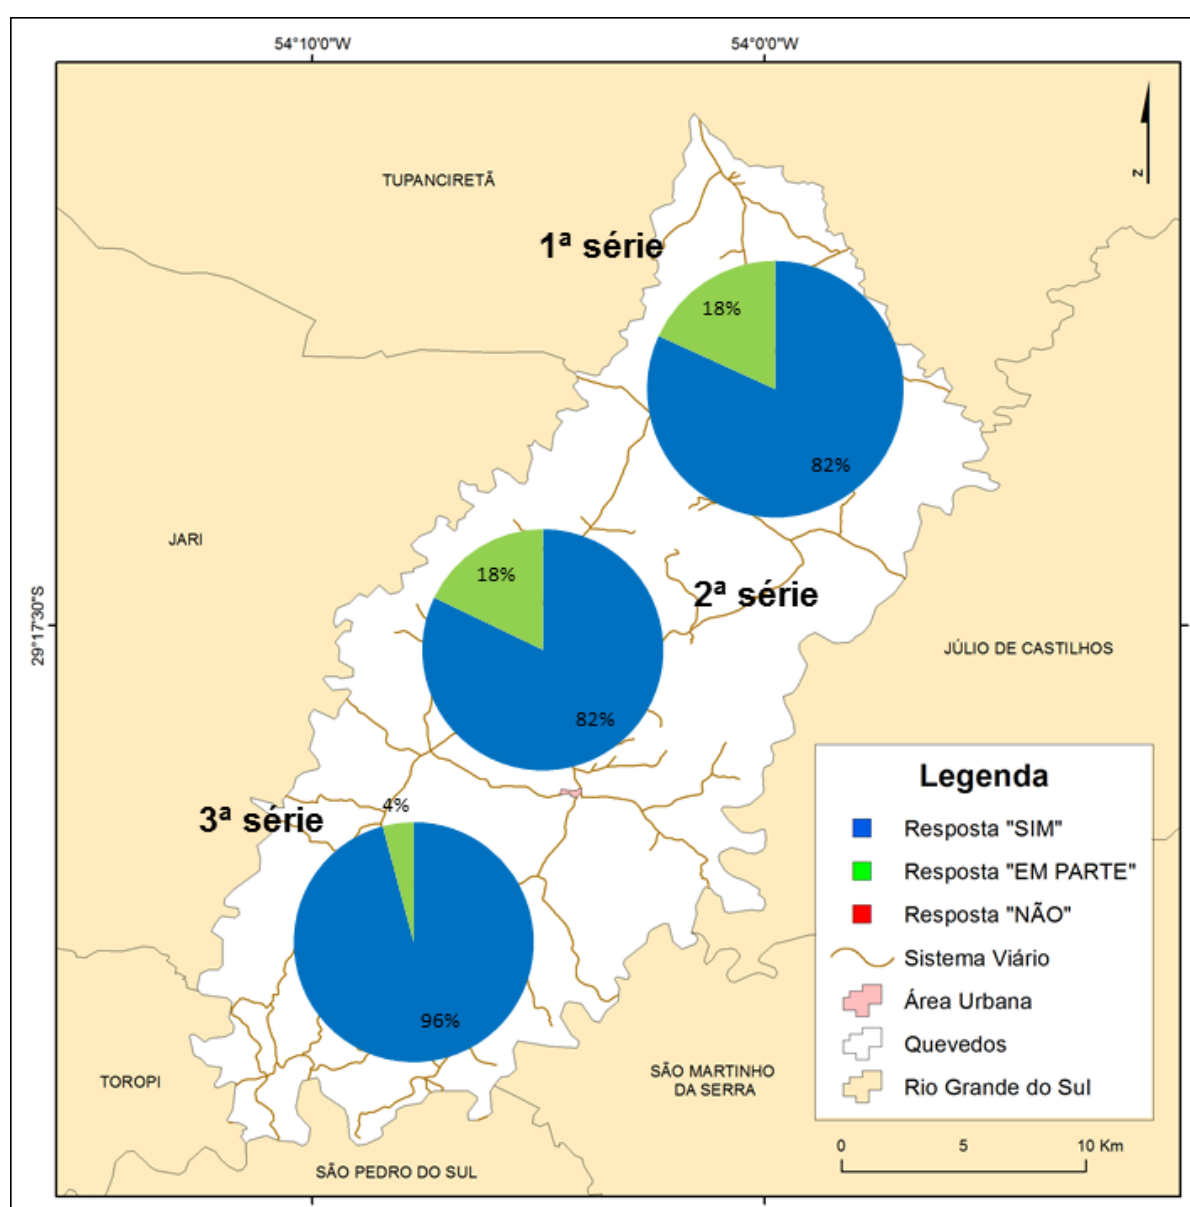 54°10'0"W
54°0'0"W
TUPANCIRETÃ
N
1ª série
18%
82%
JARI
18%
2ª série
29°17'30"S
JÚLIO DE CASTILHOS
82%
4%
3ª série
96%
Legenda
Resposta "SIM"
Resposta "EM PARTE"
Resposta "NÃO"
Sistema Viário
Área Urbana
Quevedos
Rio Grande do Sul
TOROPI
SÃO MARTINHO
DA SERRA
SÃO PEDRO DO SUL
0 5 10 Km